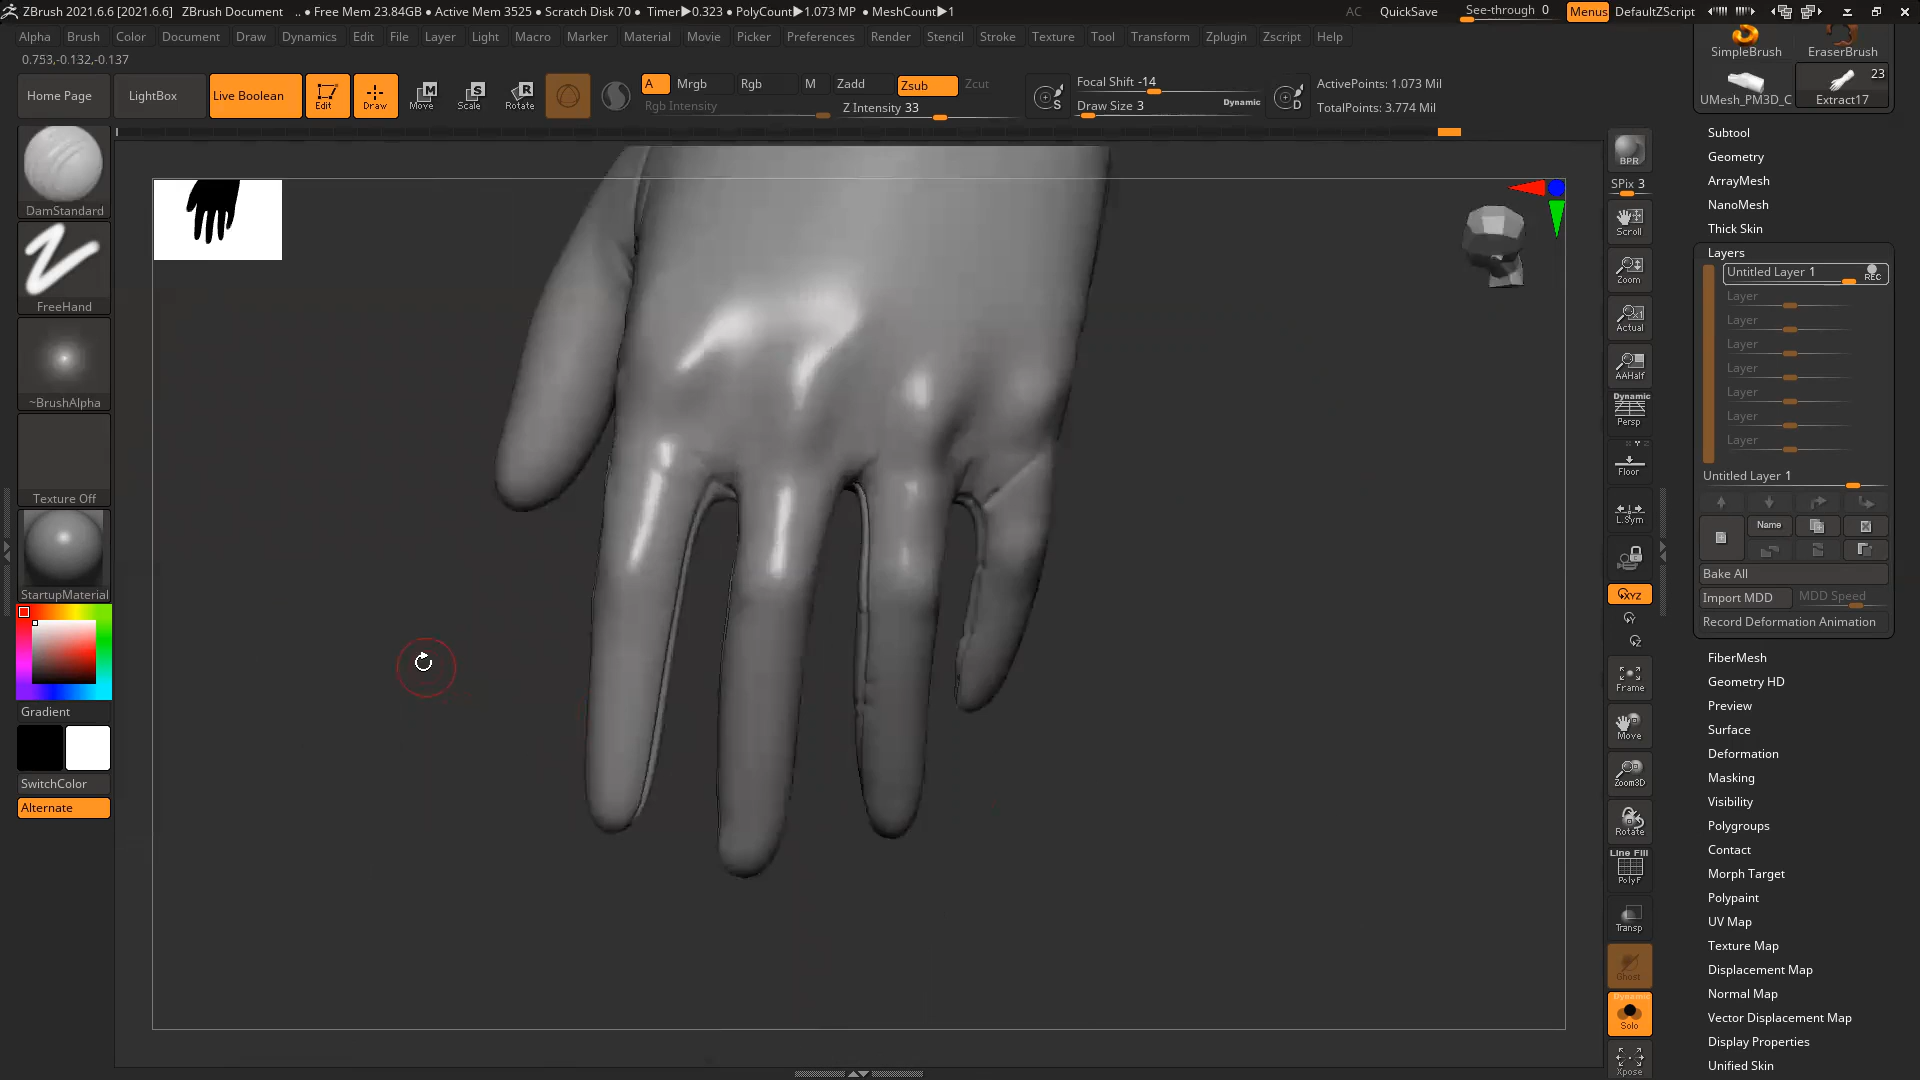 ZBrush 2021.6.6 [2021.6.6] ZBrush Document .. • Free Mem 23.84GB • Active Mem 3525 • Scratch Disk 70 • Timer▶0.323 • PolyCount▶1.073 MP • MeshCount▶1 AC QuickSave See-through 0 Menus DefaultZScript
Alpha Brush Color Document Draw Dynamics Edit File Layer Light Macro Marker Material Movie Picker Preferences Render Stencil Stroke Texture Tool Transform Zplugin Zscript Help
0.753,-0.132,-0.137
Home Page LightBox Live Boolean Edit Draw Move Scale Rotate
A Mrgb Rgb M Zadd Zsub Zcut
Rgb Intensity Z Intensity 33
Focal Shift -14
Draw Size 3 Dynamic
ActivePoints: 1.073 Mil
TotalPoints: 3.774 Mil
DamStandard
FreeHand
~BrushAlpha
Texture Off
StartupMaterial
Gradient
SwitchColor
Alternate
BPR
SPix 3
Scroll
Zoom
Actual
AAHalf
Dynamic
Persp
Floor
L.Sym
XYZ
Frame
Move
Zoom3D
Rotate
Line Fill
PolyF
Transp
Ghost
Dynamic
Solo
Xpose
SimpleBrush EraserBrush
23
UMesh_PM3D_C Extract17
Subtool
Geometry
ArrayMesh
NanoMesh
Thick Skin
Layers
Untitled Layer 1 REC
Layer
Layer
Layer
Layer
Layer
Layer
Layer
Untitled Layer 1
Name
Bake All
Import MDD MDD Speed
Record Deformation Animation
FiberMesh
Geometry HD
Preview
Surface
Deformation
Masking
Visibility
Polygroups
Contact
Morph Target
Polypaint
UV Map
Texture Map
Displacement Map
Normal Map
Vector Displacement Map
Display Properties
Unified Skin